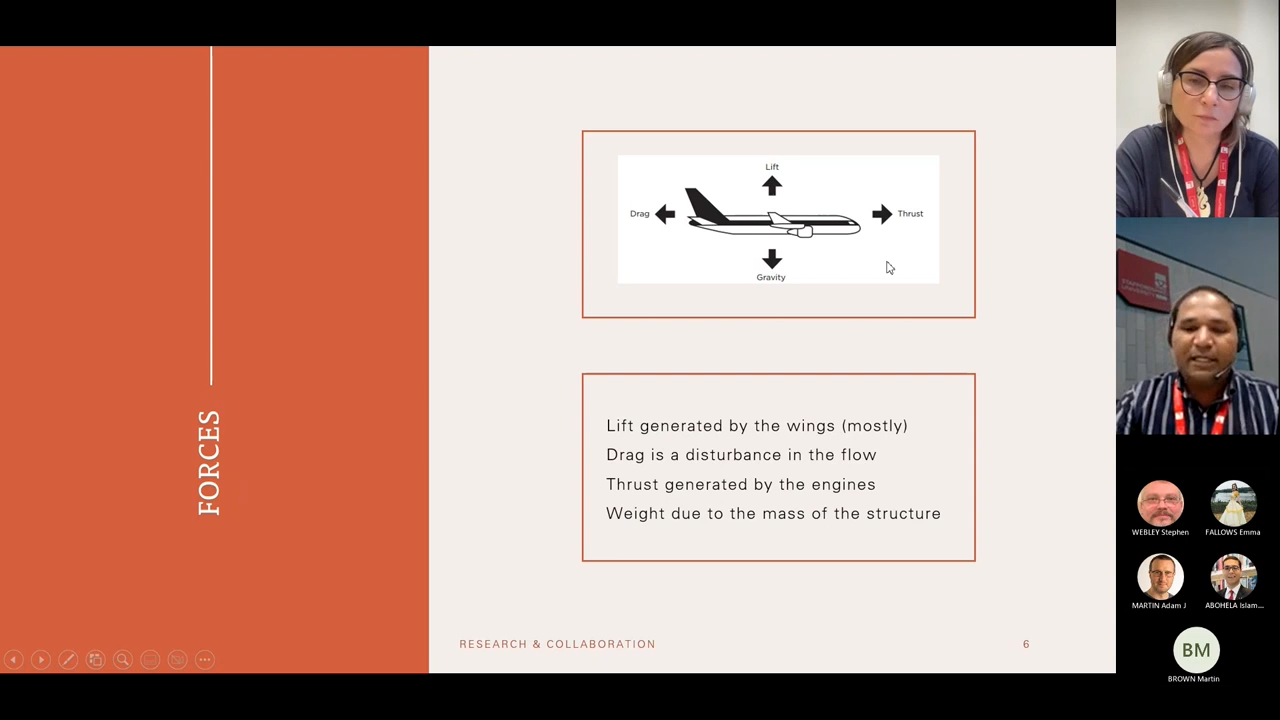 FORCES
Lift
Drag
Thrust
Gravity
Lift generated by the wings (mostly)
Drag is a disturbance in the flow
Thrust generated by the engines
Weight due to the mass of the structure
RESEARCH & COLLABORATION
6
STAFFORDSHIRE
UNIVERSITY
WEBLEY Stephen
FALLOWS Emma
MARTIN Adam J
ABOHELA Islam...
BM
BROWN Martin